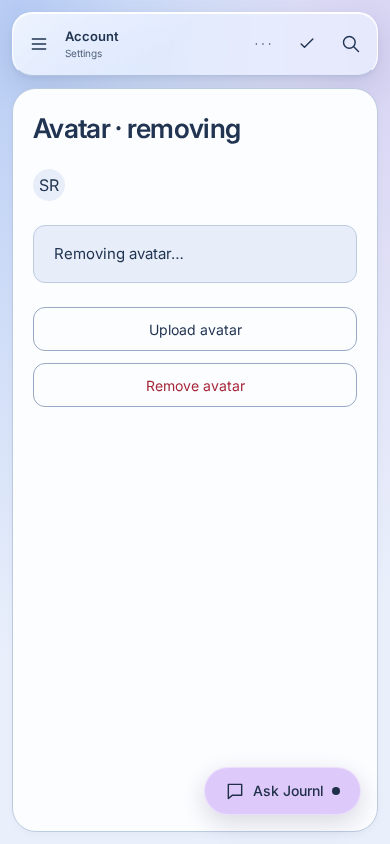 Account
Settings
Avatar · removing
SR
Removing avatar...
Upload avatar
Remove avatar
Ask Journl